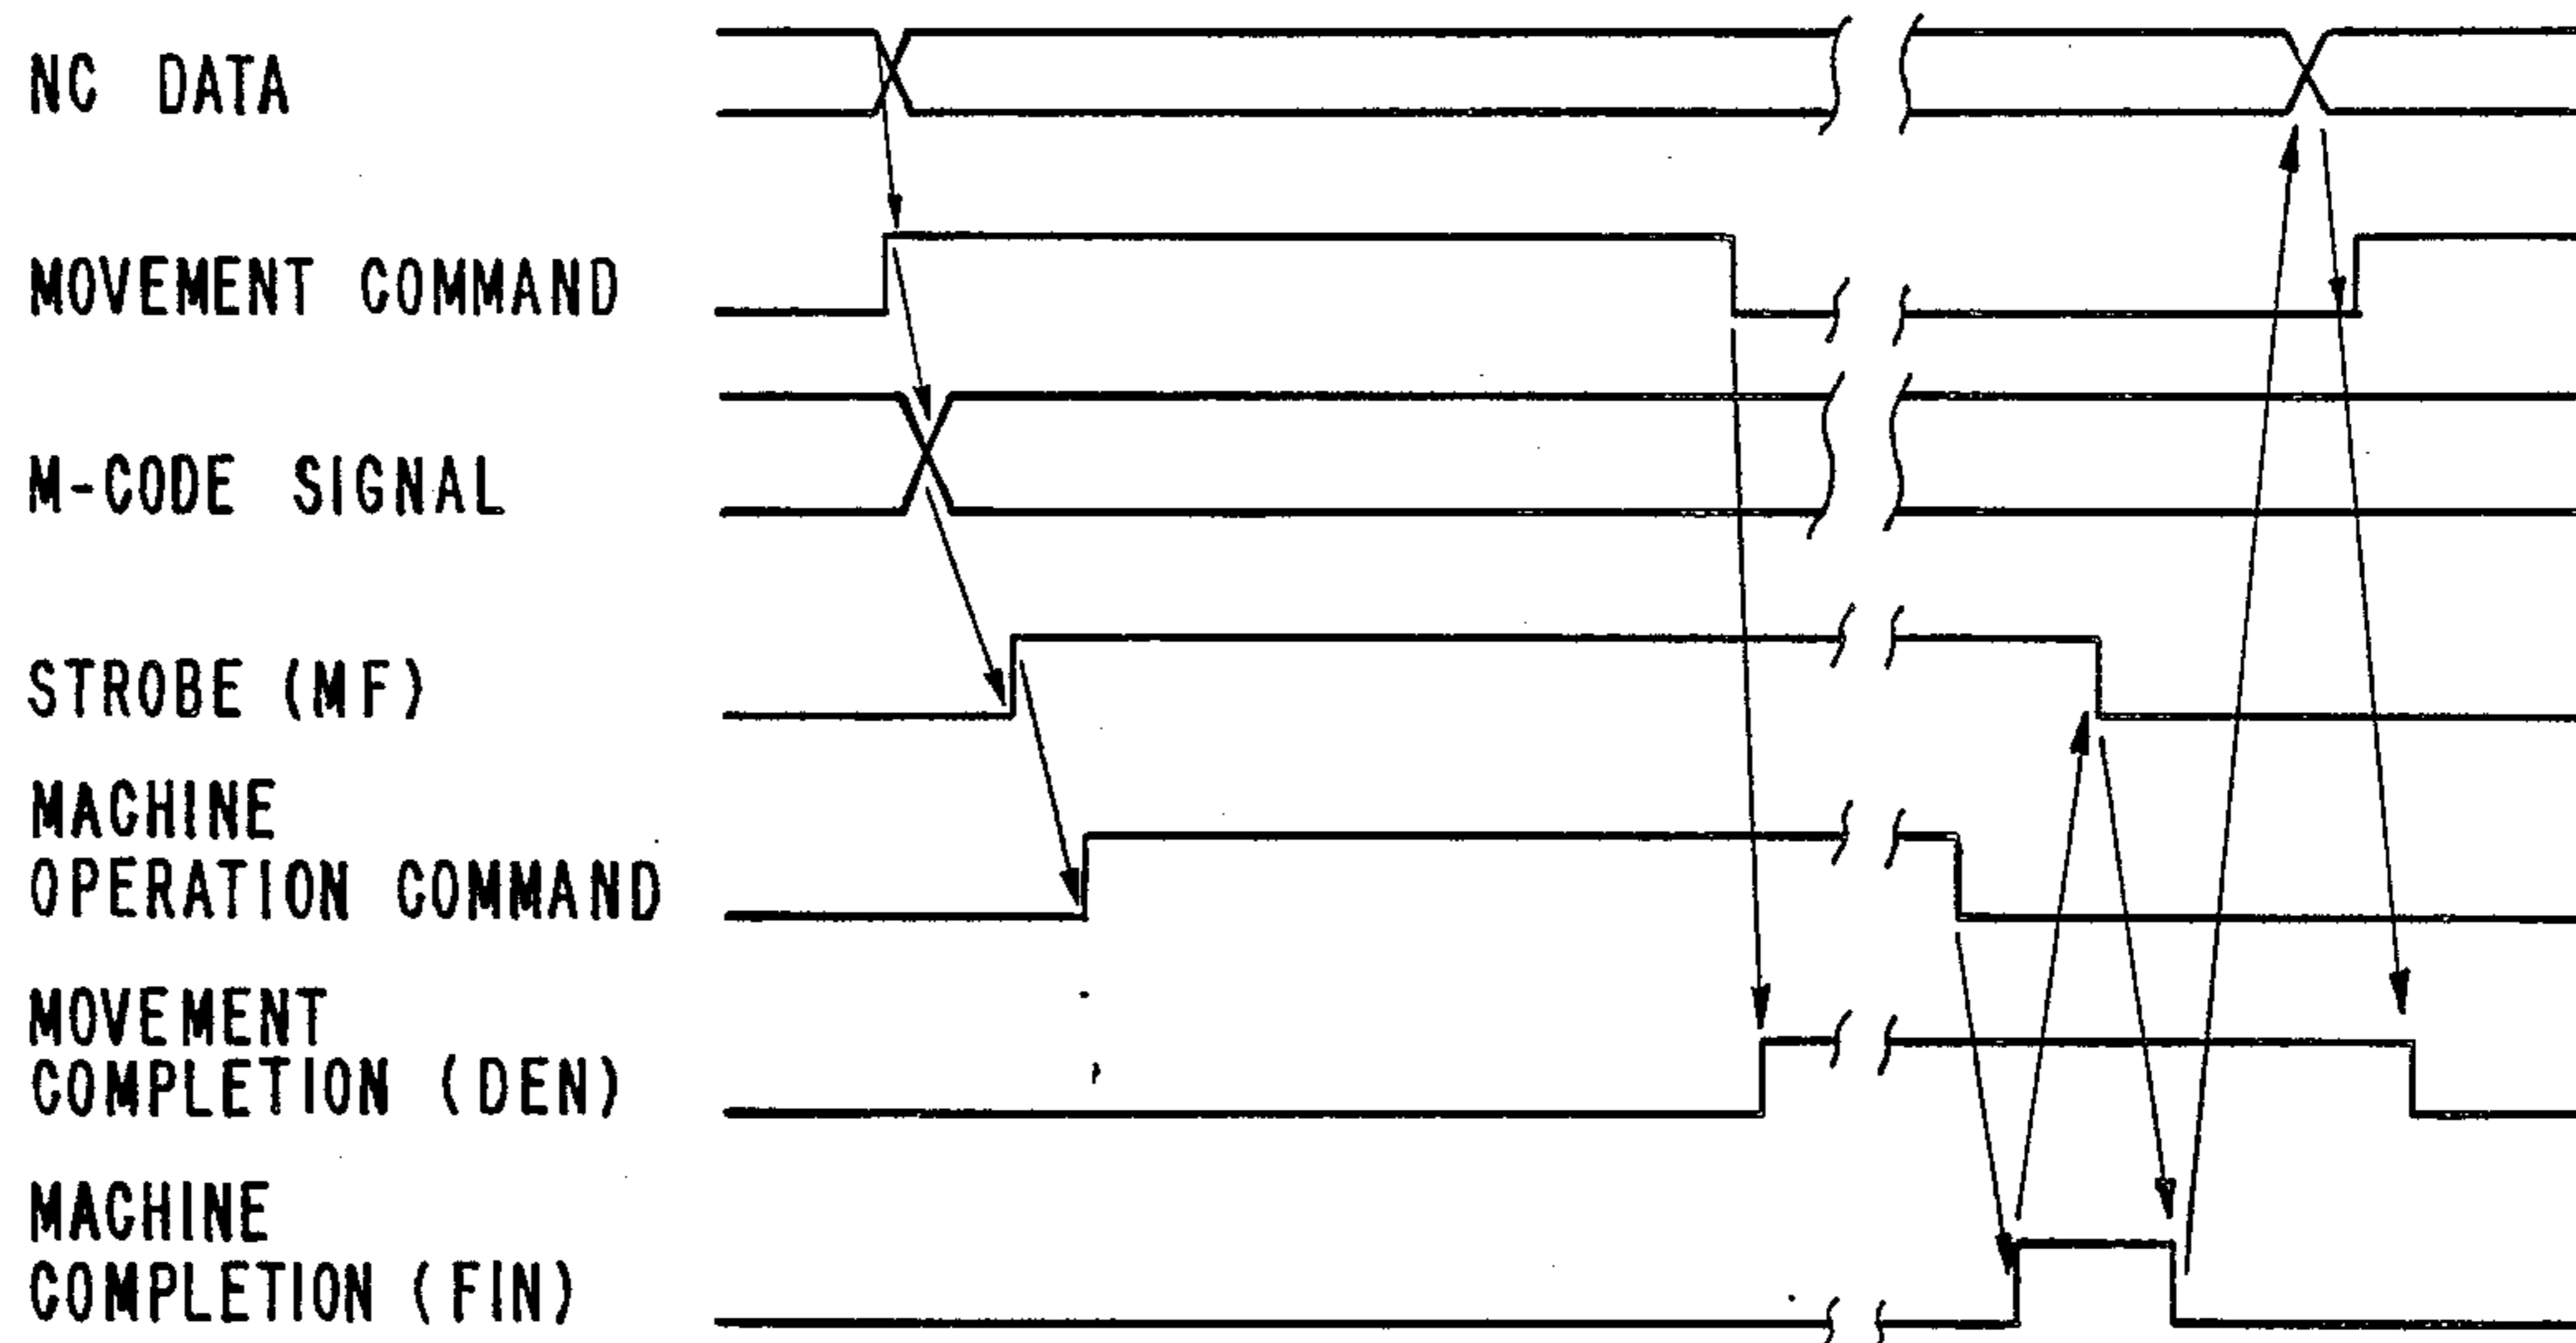 NC DATA
MOVEMENT COMMAND
M-CODE SIGNAL
STROBE (MF)
MACHINE
OPERATION COMMAND
MOVEMENT
COMPLETION (DEN)
MACHINE
COMPLETION (FIN)